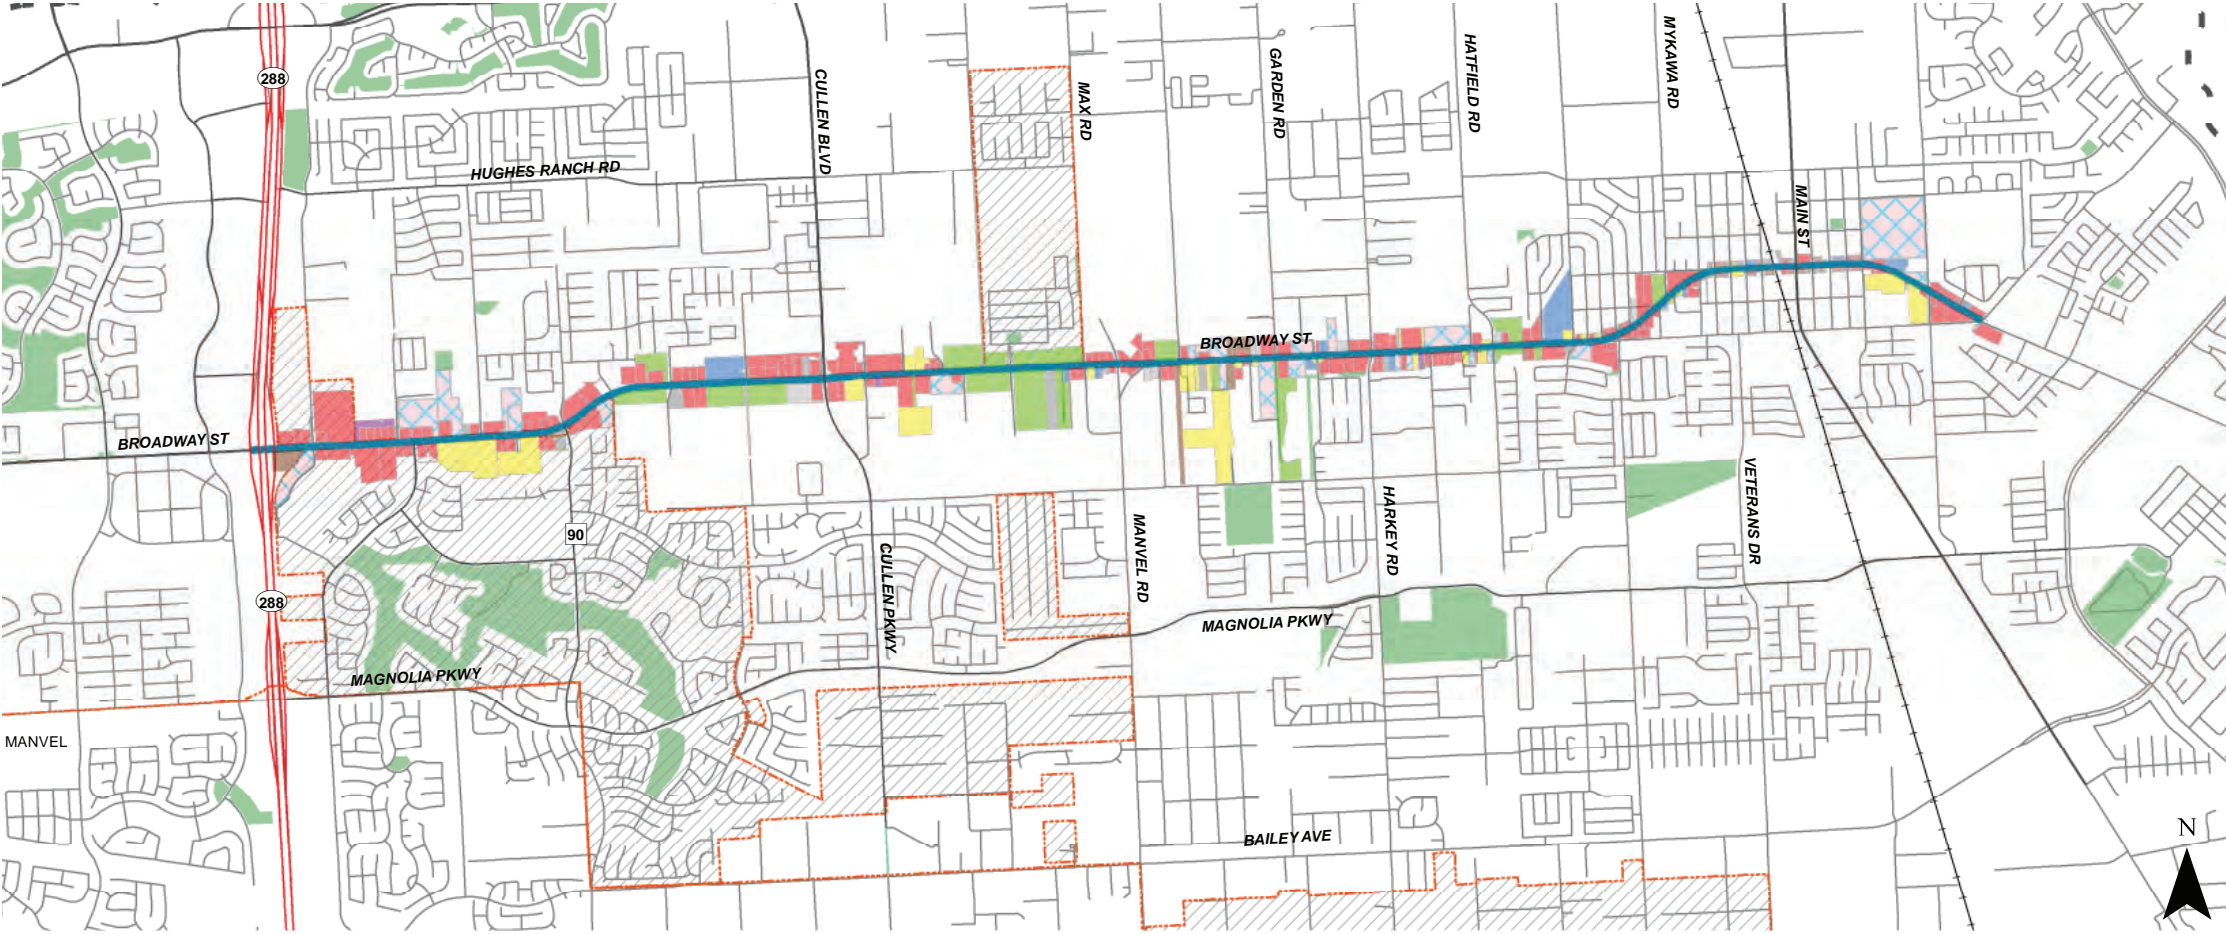 288
CULLEN BLVD
MAX RD
GARDEN RD
HATFIELD RD
MYKAWA RD
HUGHES RANCH RD
MAIN ST
BROADWAY ST
BROADWAY ST
90
288
CULLEN PKWY
MANVEL RD
HARKEY RD
VETERANS DR
MAGNOLIA PKWY
MAGNOLIA PKWY
MANVEL
BAILEY AVE
N